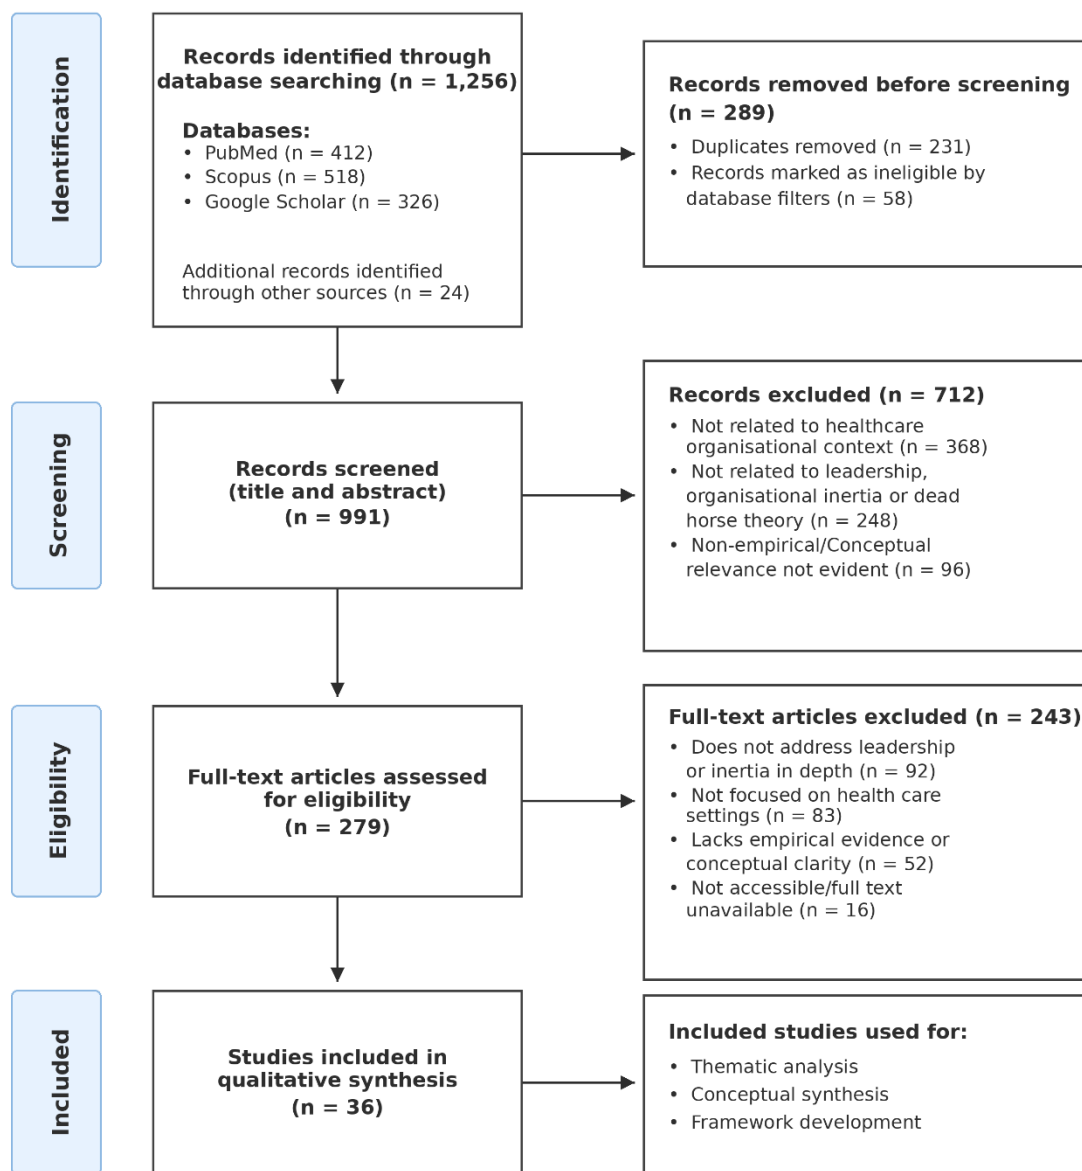 Identification
Records identified through
database searching (n = 1,256)
Databases:
• PubMed (n = 412)
• Scopus (n = 518)
• Google Scholar (n = 326)
Additional records identified
through other sources (n = 24)
Records removed before screening
(n = 289)
• Duplicates removed (n = 231)
• Records marked as ineligible by
database filters (n = 58)
Screening
Records screened
(title and abstract)
(n = 991)
Records excluded (n = 712)
• Not related to healthcare
organisational context (n = 368)
• Not related to leadership,
organisational inertia or dead
horse theory (n = 248)
• Non-empirical/Conceptual
relevance not evident (n = 96)
Eligibility
Full-text articles assessed
for eligibility
(n = 279)
Full-text articles excluded (n = 243)
• Does not address leadership
or inertia in depth (n = 92)
• Not focused on health care
settings (n = 83)
• Lacks empirical evidence or
conceptual clarity (n = 52)
• Not accessible/full text
unavailable (n = 16)
Included
Studies included in
qualitative synthesis
(n = 36)
Included studies used for:
• Thematic analysis
• Conceptual synthesis
• Framework development